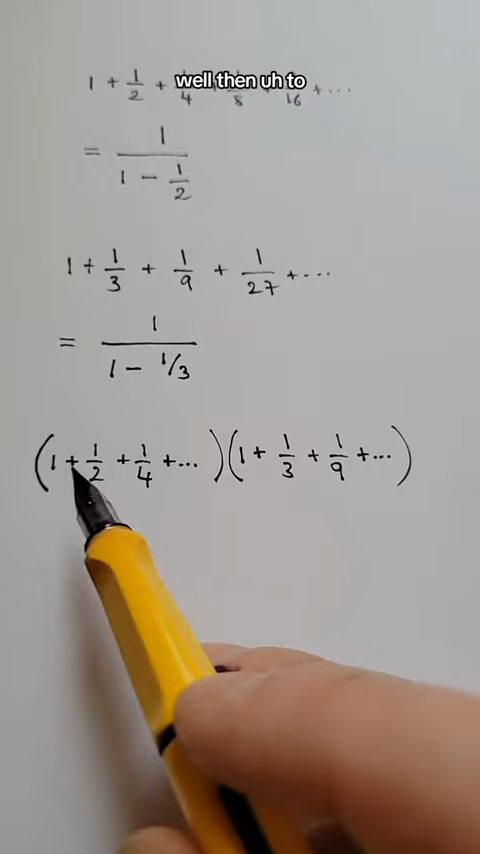 1 + 1/2 + 1/4 + 1/8 + 1/16 + ...
well then uh to
= 1/(1 - 1/2)
1 + 1/3 + 1/9 + 1/27 + ...
= 1/(1 - 1/3)
(1 + 1/2 + 1/4 + ...)(1 + 1/3 + 1/9 + ...)